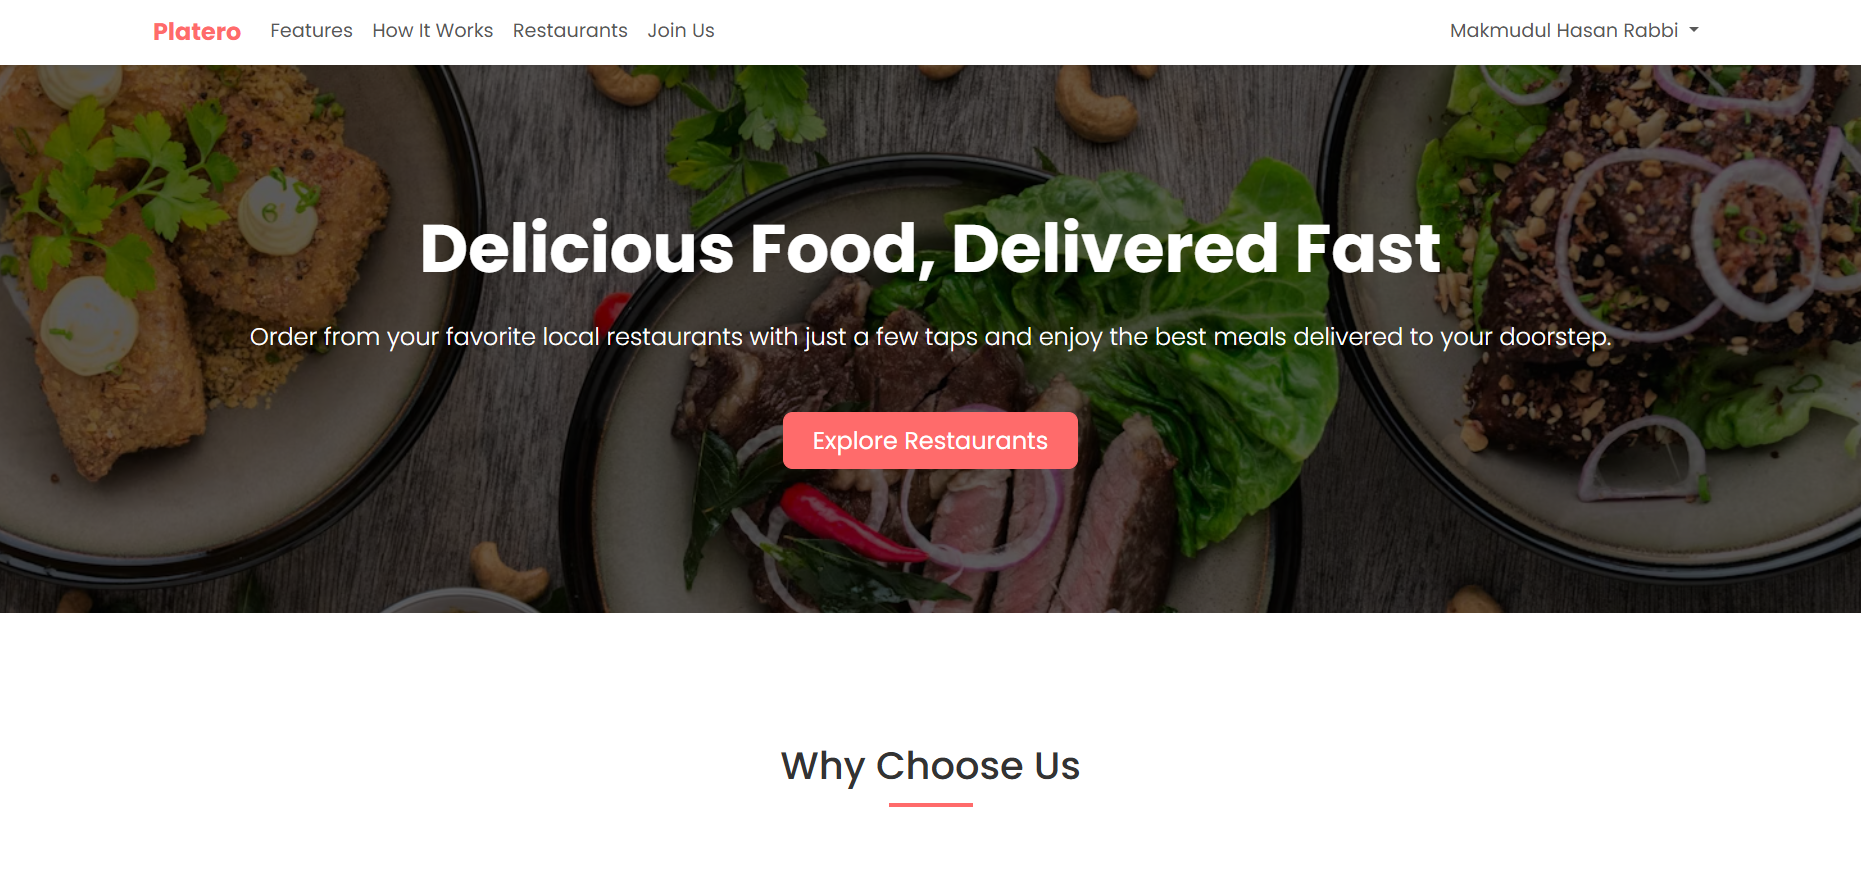 Platero Features How It Works Restaurants Join Us Makmudul Hasan Rabbi
Delicious Food, Delivered Fast
Order from your favorite local restaurants with just a few taps and enjoy the best meals delivered to your doorstep.
Explore Restaurants
Why Choose Us